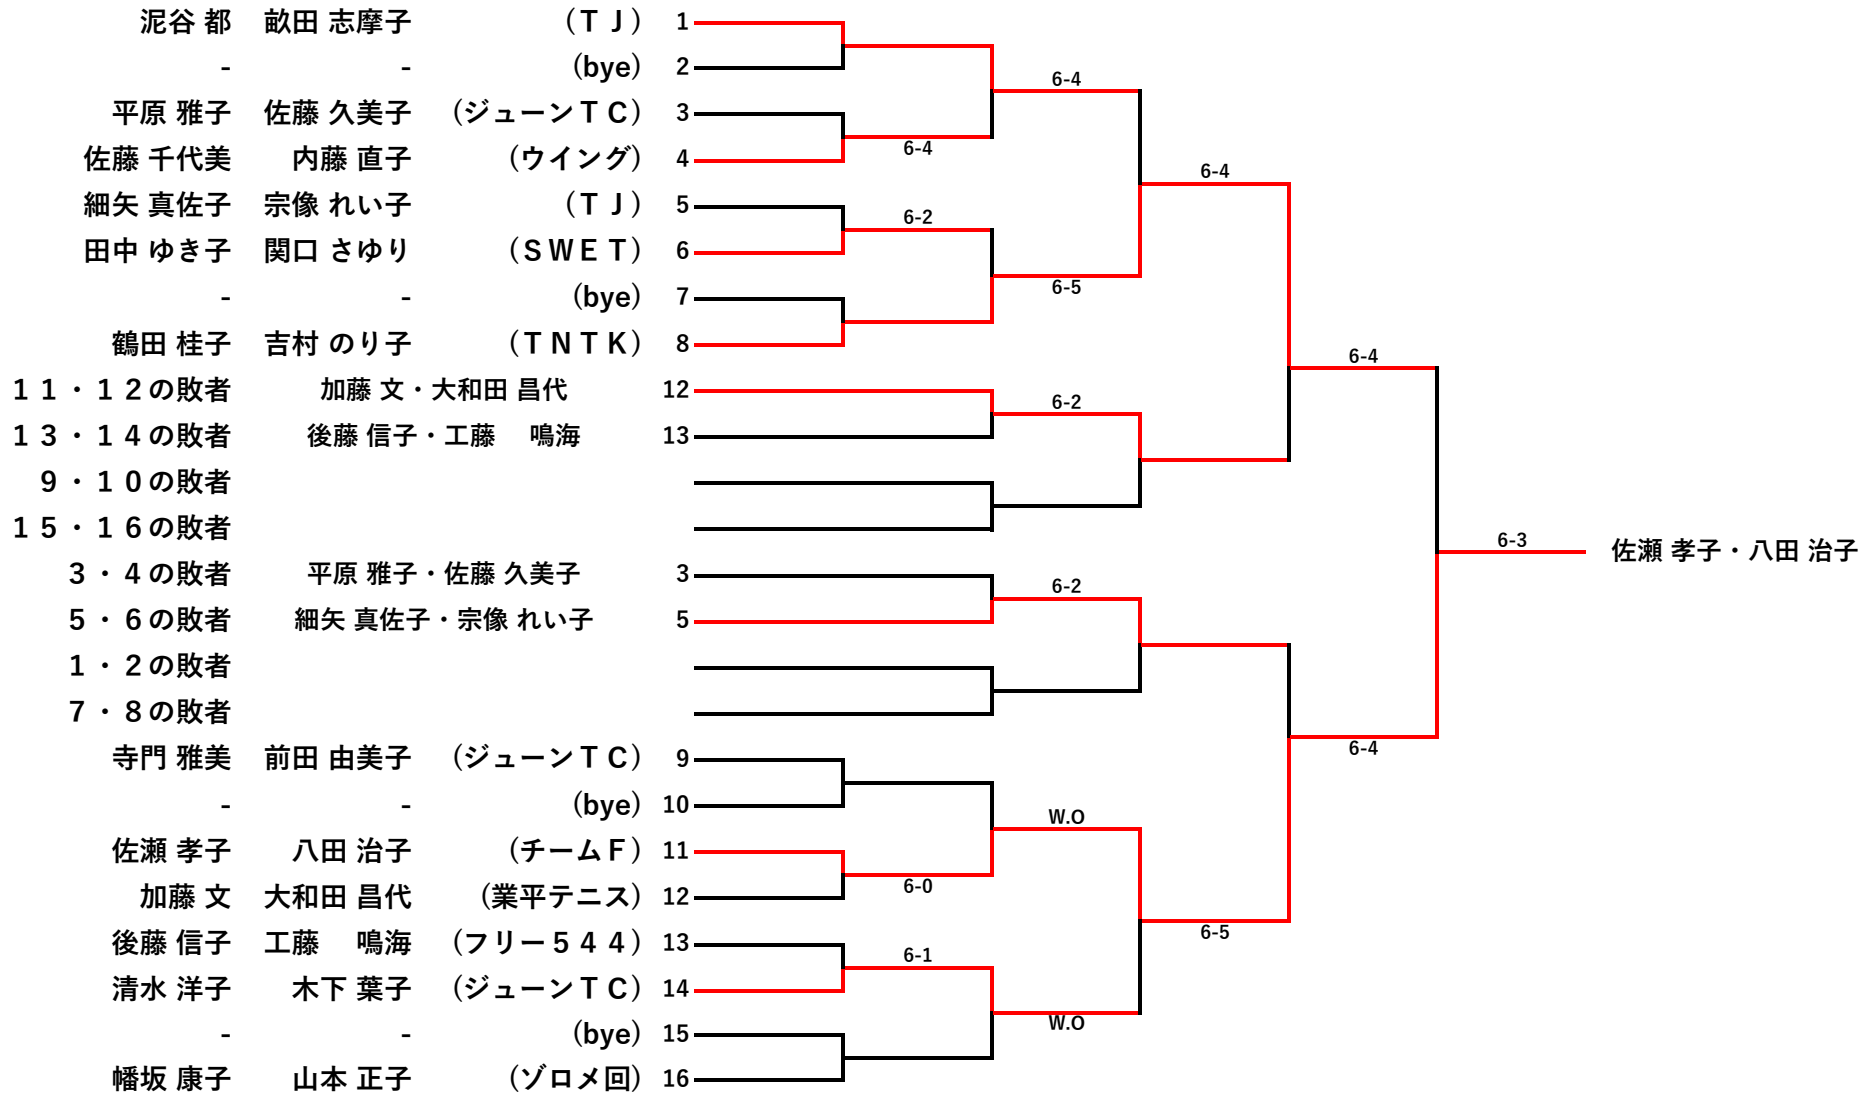 泥谷 都 畝田 志摩子 (ＴＪ) 1
- - (bye) 2
平原 雅子 佐藤 久美子 (ジューンＴＣ) 3
佐藤 千代美 内藤 直子 (ウイング) 4
細矢 真佐子 宗像 れい子 (ＴＪ) 5
田中 ゆき子 関口 さゆり (ＳＷＥＴ) 6
- - (bye) 7
鶴田 桂子 吉村 のり子 (ＴＮＴＫ) 8
１１・１２の敗者 加藤 文・大和田 昌代 12
１３・１４の敗者 後藤 信子・工藤　鳴海 13
９・１０の敗者
１５・１６の敗者
３・４の敗者 平原 雅子・佐藤 久美子 3
５・６の敗者 細矢 真佐子・宗像 れい子 5
１・２の敗者
７・８の敗者
寺門 雅美 前田 由美子 (ジューンＴＣ) 9
- - (bye) 10
佐瀬 孝子 八田 治子 (チームＦ) 11
加藤 文 大和田 昌代 (業平テニス) 12
後藤 信子 工藤　鳴海 (フリー５４４) 13
清水 洋子 木下 葉子 (ジューンＴＣ) 14
- - (bye) 15
幡坂 康子 山本 正子 (ゾロメ回) 16
6-4
6-2
6-0
6-1
6-4
6-5
6-2
6-2
W.O
W.O
6-4
6-5
6-4
6-4
6-3
佐瀬 孝子・八田 治子